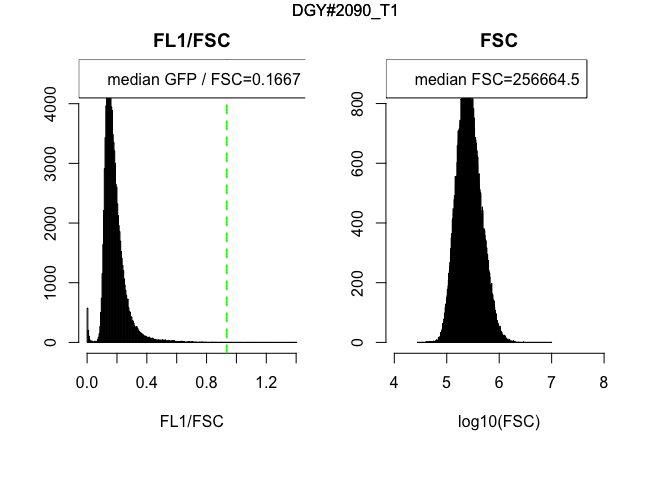 DGY#2090_T1
FL1/FSC
median GFP / FSC=0.1667
4000
3000
2000
1000
0
0.0 0.4 0.8 1.2
FL1/FSC
FSC
median FSC=256664.5
800
600
400
200
0
4 5 6 7 8
log10(FSC)